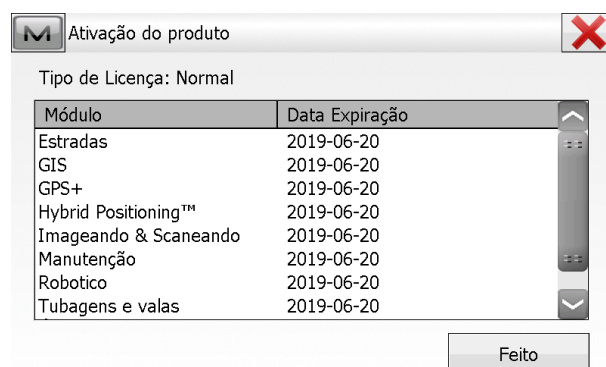 Ativação do produto
Tipo de Licença: Normal
Módulo Data Expiração
Estradas 2019-06-20
GIS 2019-06-20
GPS+ 2019-06-20
Hybrid Positioning™ 2019-06-20
Imageando & Scaneando 2019-06-20
Manutenção 2019-06-20
Robotico 2019-06-20
Tubagens e valas 2019-06-20
Feito